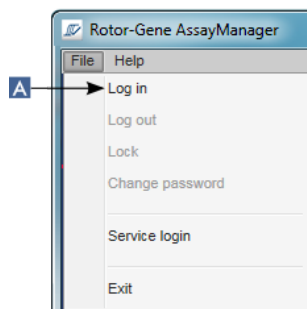 Rotor-Gene AssayManager
File Help
A
Log in
Log out
Lock
Change password
Service login
Exit